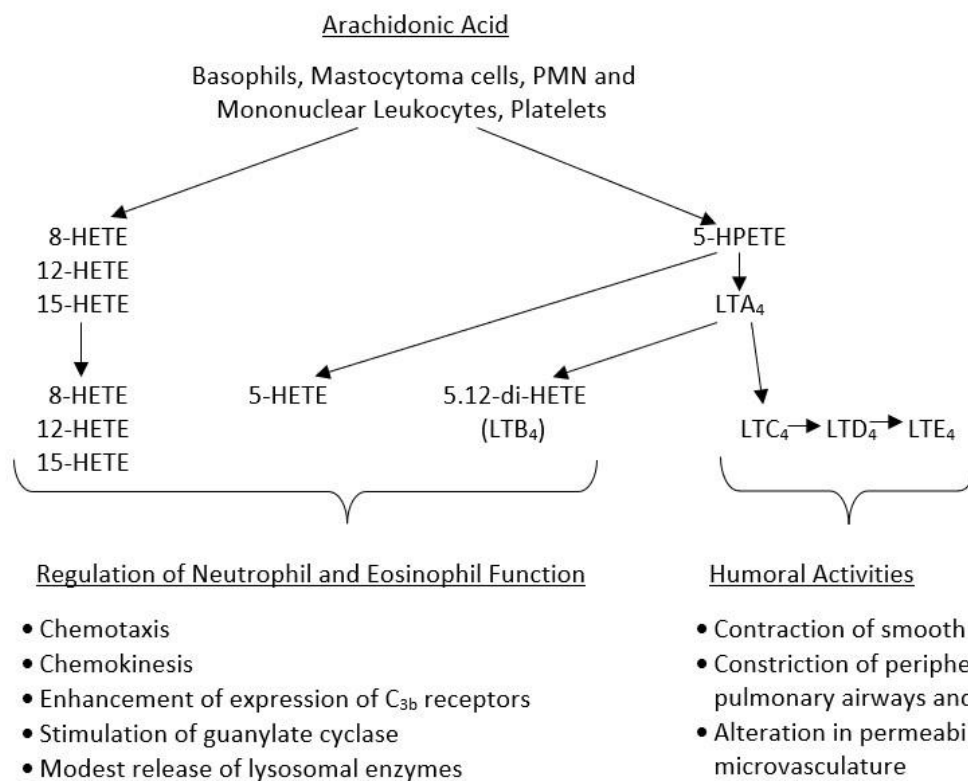 Arachidonic Acid
Basophils, Mastocytoma cells, PMN and
Mononuclear Leukocytes, Platelets
8-HETE
12-HETE
15-HETE
5-HPETE
LTA₄
8-HETE
12-HETE
15-HETE
5-HETE
5.12-di-HETE
(LTB₄)
LTC₄ LTD₄ LTE₄
Regulation of Neutrophil and Eosinophil Function
• Chemotaxis
• Chemokinesis
• Enhancement of expression of C₃b receptors
• Stimulation of guanylate cyclase
• Modest release of lysosomal enzymes
Humoral Activities
• Contraction of smooth
• Constriction of
pulmonary airways and
• Alteration in
microvasculature